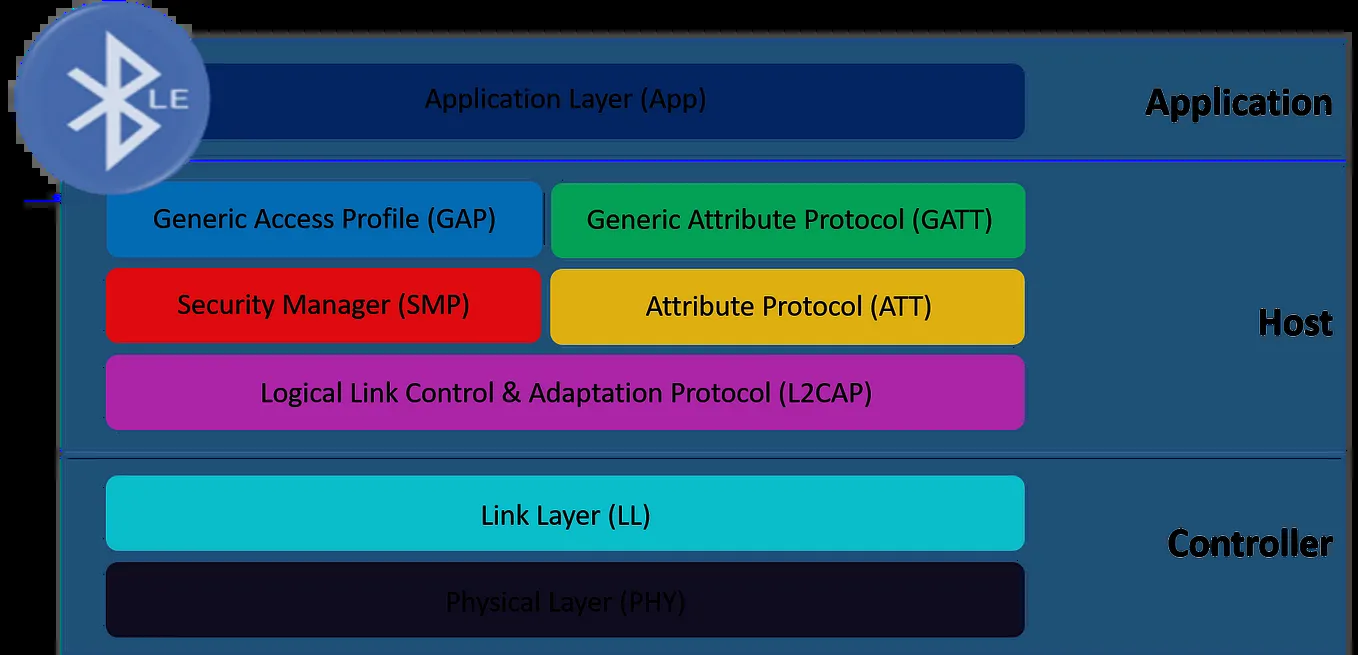 LE
Application Layer (App)
Application
Generic Access Profile (GAP)
Generic Attribute Protocol (GATT)
Security Manager (SMP)
Attribute Protocol (ATT)
Host
Logical Link Control & Adaptation Protocol (L2CAP)
Link Layer (LL)
Controller
Physical Layer (PHY)